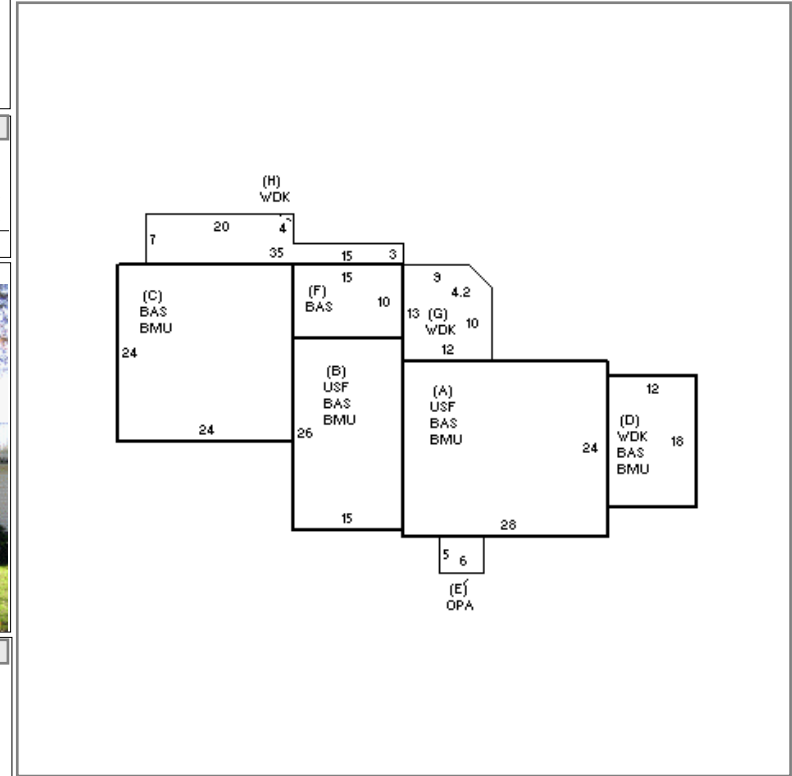 (H)
WDK
20
4
7
35
15
3
15
9
(C)
BAS
BMU
(F)
BAS
10
4.2
13
(G)
WDK
10
12
24
24
(B)
USF
BAS
BMU
26
15
(A)
USF
BAS
BMU
24
28
12
(D)
WDK
BAS
BMU
18
5
6
(E)
OPA